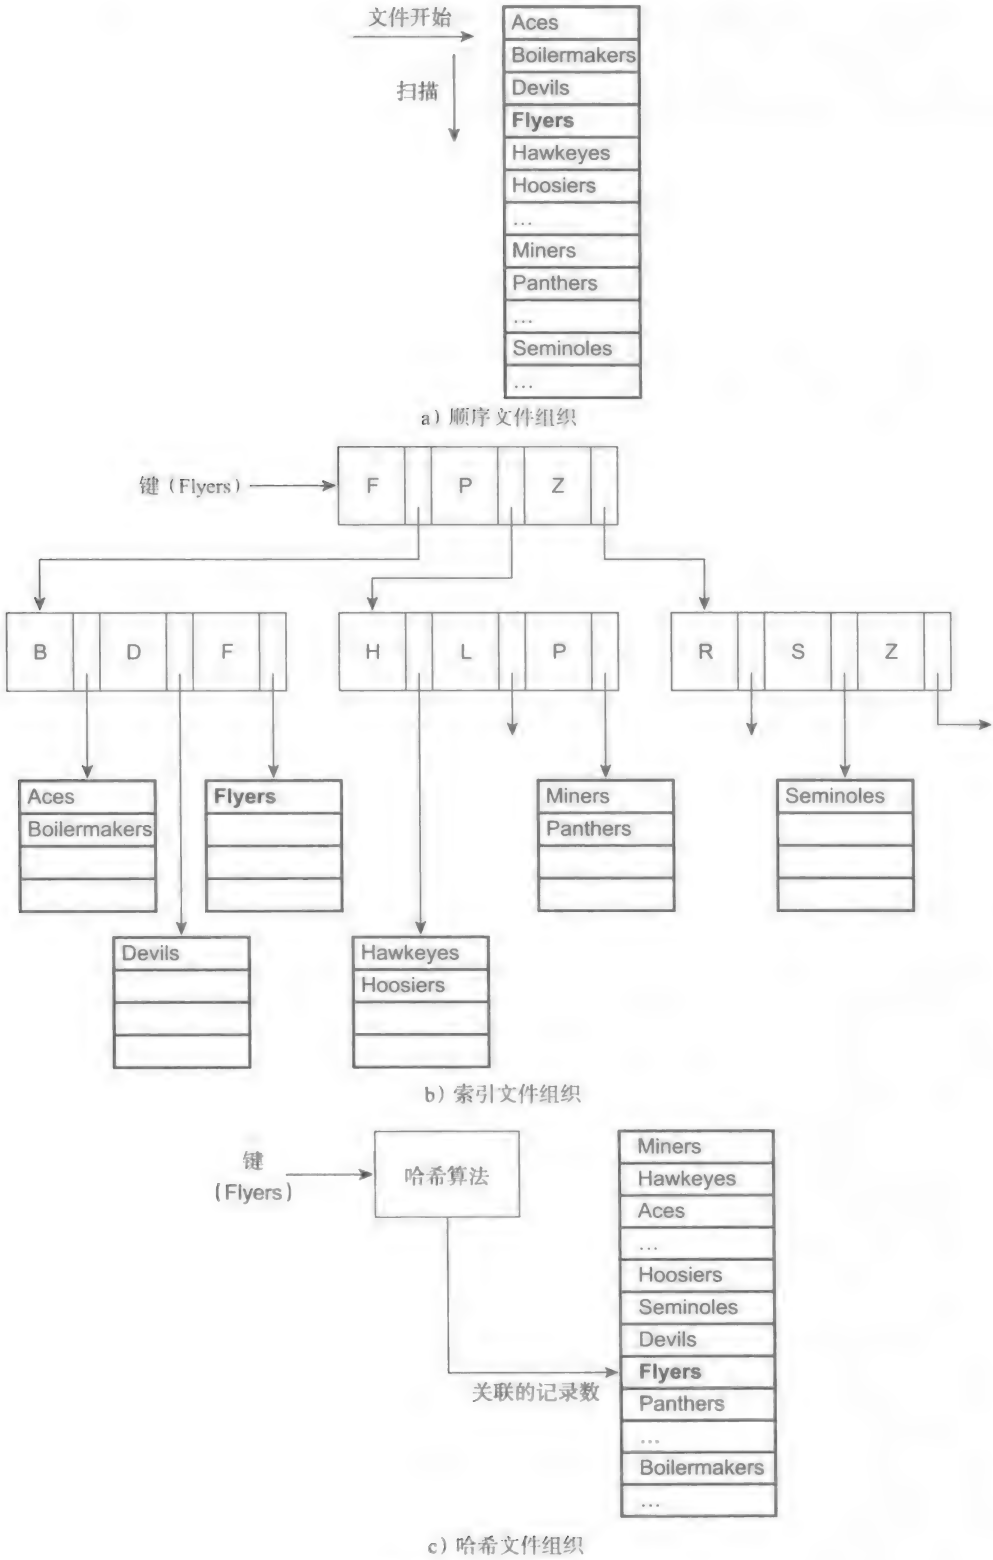 文件开始
扫描
Aces
Boilermakers
Devils
Flyers
Hawkeyes
Hoosiers
...
Miners
Panthers
...
Seminoles
...
a）顺序文件组织
键（Flyers）
F P Z
B D F
H L P
R S Z
Aces
Boilermakers
Flyers
Miners
Panthers
Seminoles
Devils
Hawkeyes
Hoosiers
b）索引文件组织
键
（Flyers）
哈希算法
关联的记录数
Miners
Hawkeyes
Aces
...
Hoosiers
Seminoles
Devils
Flyers
Panthers
...
Boilermakers
...
c）哈希文件组织